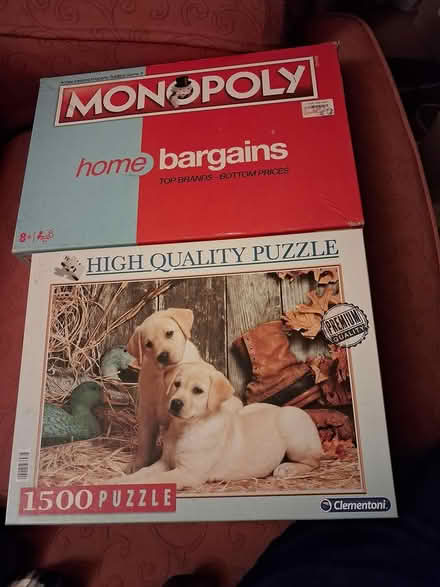 MONOPOLY
home bargains
TOP BRANDS - BOTTOM PRICES
8+
HIGH QUALITY PUZZLE
PREMIUM
QUALITY
1500 PUZZLE
Clementoni